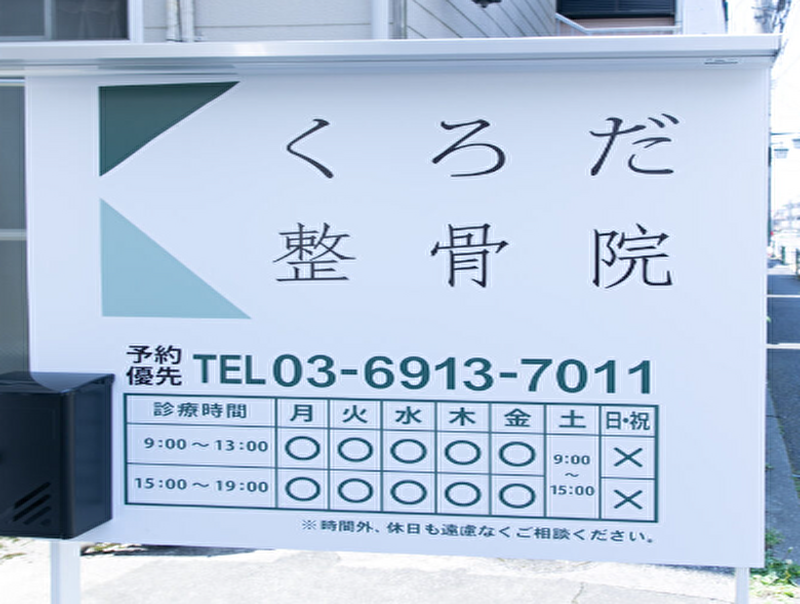 くろだ
整骨院
予約
優先 TEL 03-6913-7011
診療時間 月 火 水 木 金 土 日・祝
9:00～13:00 ○ ○ ○ ○ ○ 9:00～15:00 ×
15:00～19:00 ○ ○ ○ ○ ○ ×
※時間外、休日も遠慮なくご相談ください。